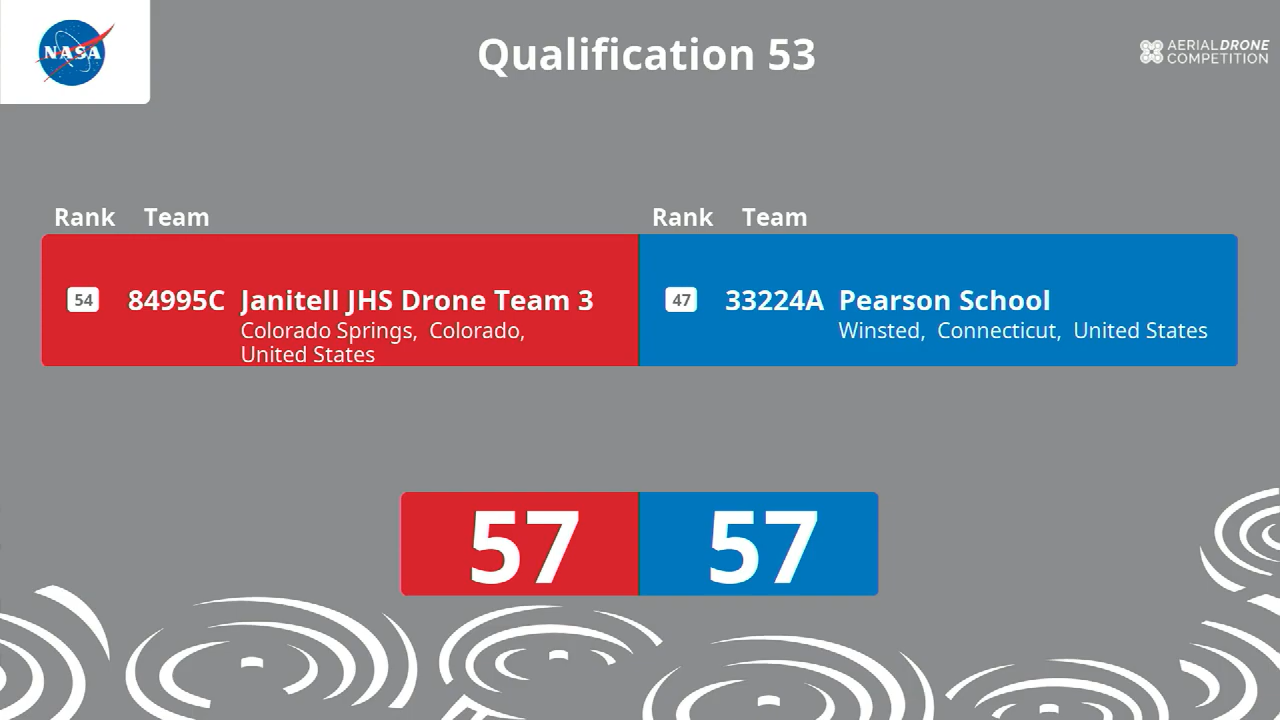 NASA
Qualification 53
AERIAL DRONE
COMPETITION
Rank Team
54 84995C Janitell JHS Drone Team 3
Colorado Springs, Colorado,
United States
Rank Team
47 33224A Pearson School
Winsted, Connecticut, United States
57 57